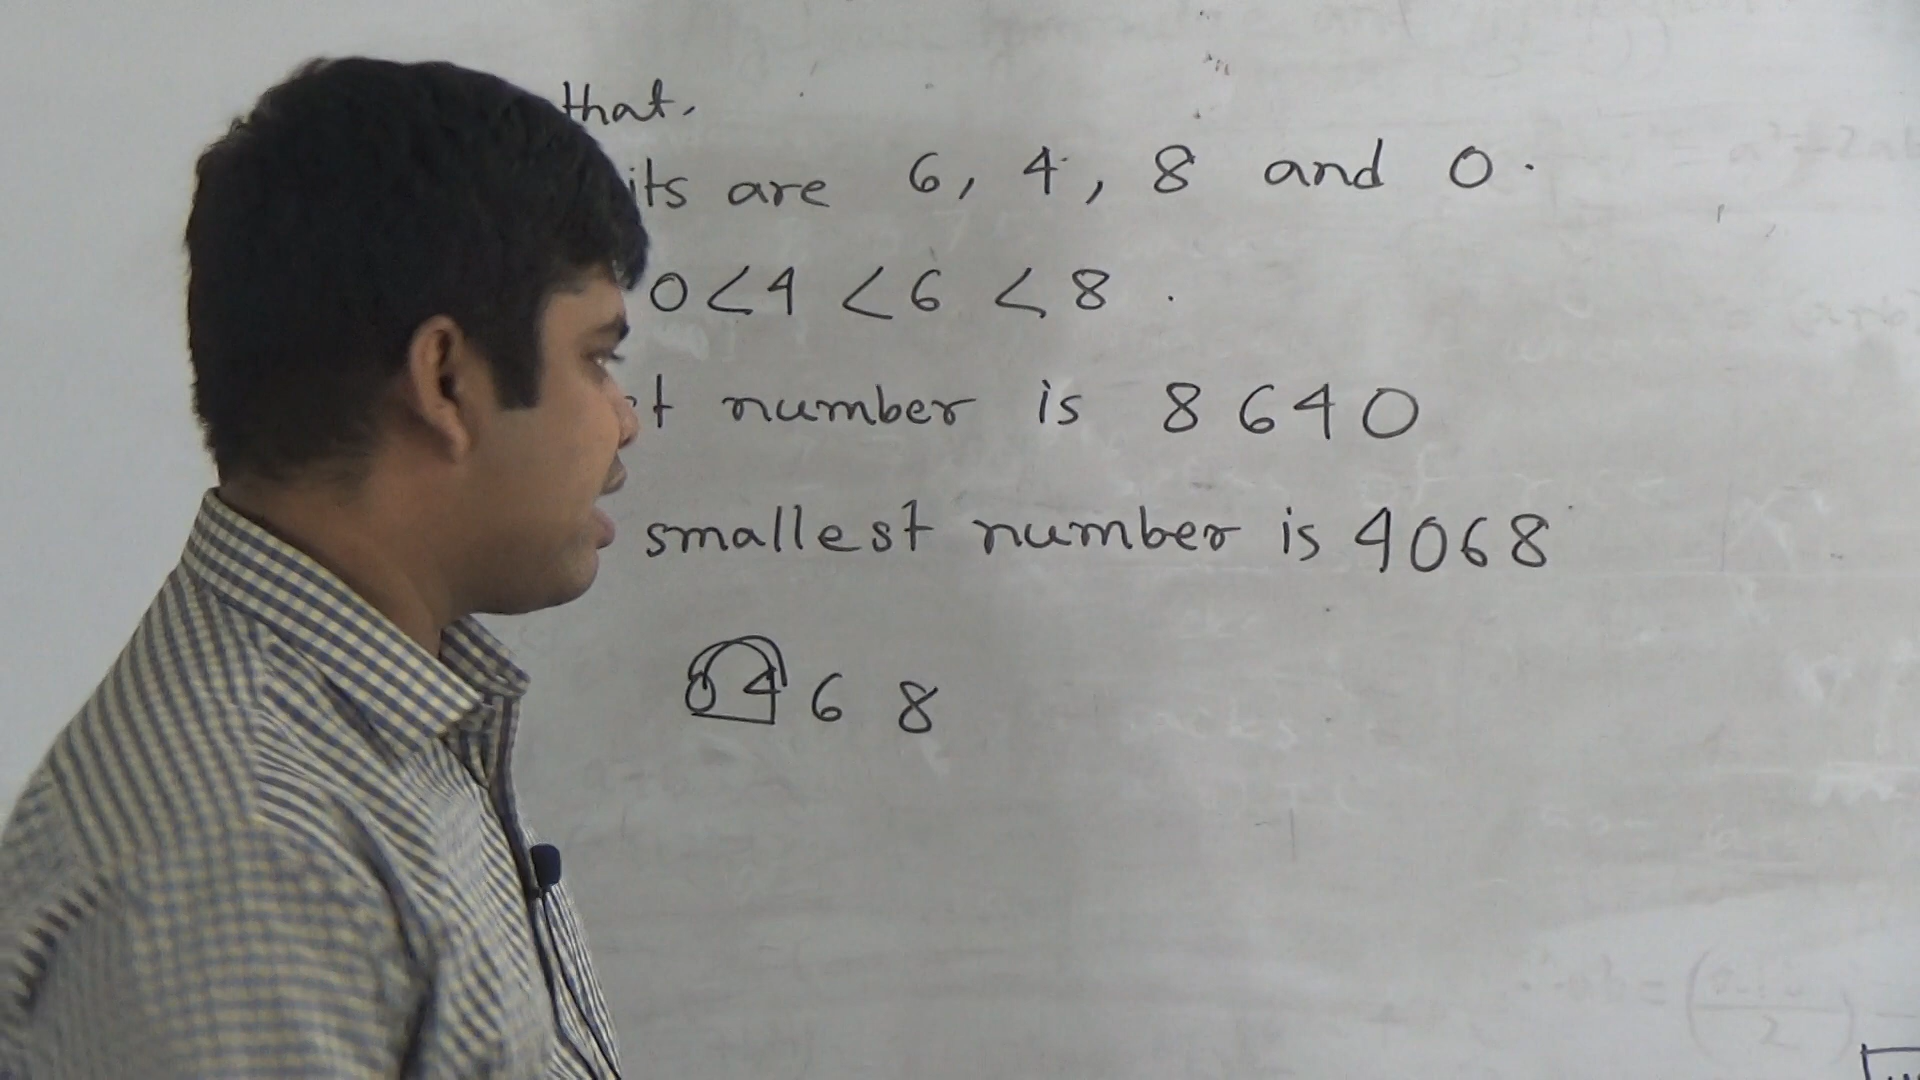 that.
its are 6, 4, 8 and 0.
0 < 4 < 6 < 8.
t number is 8640
smallest number is 4068
0 4 6 8